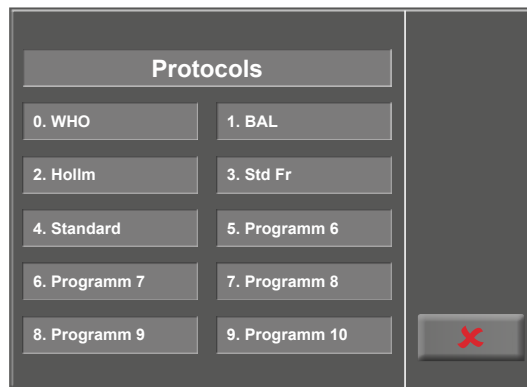 Protocols
0. WHO
1. BAL
2. Hollm
3. Std Fr
4. Standard
5. Programm 6
6. Programm 7
7. Programm 8
8. Programm 9
9. Programm 10